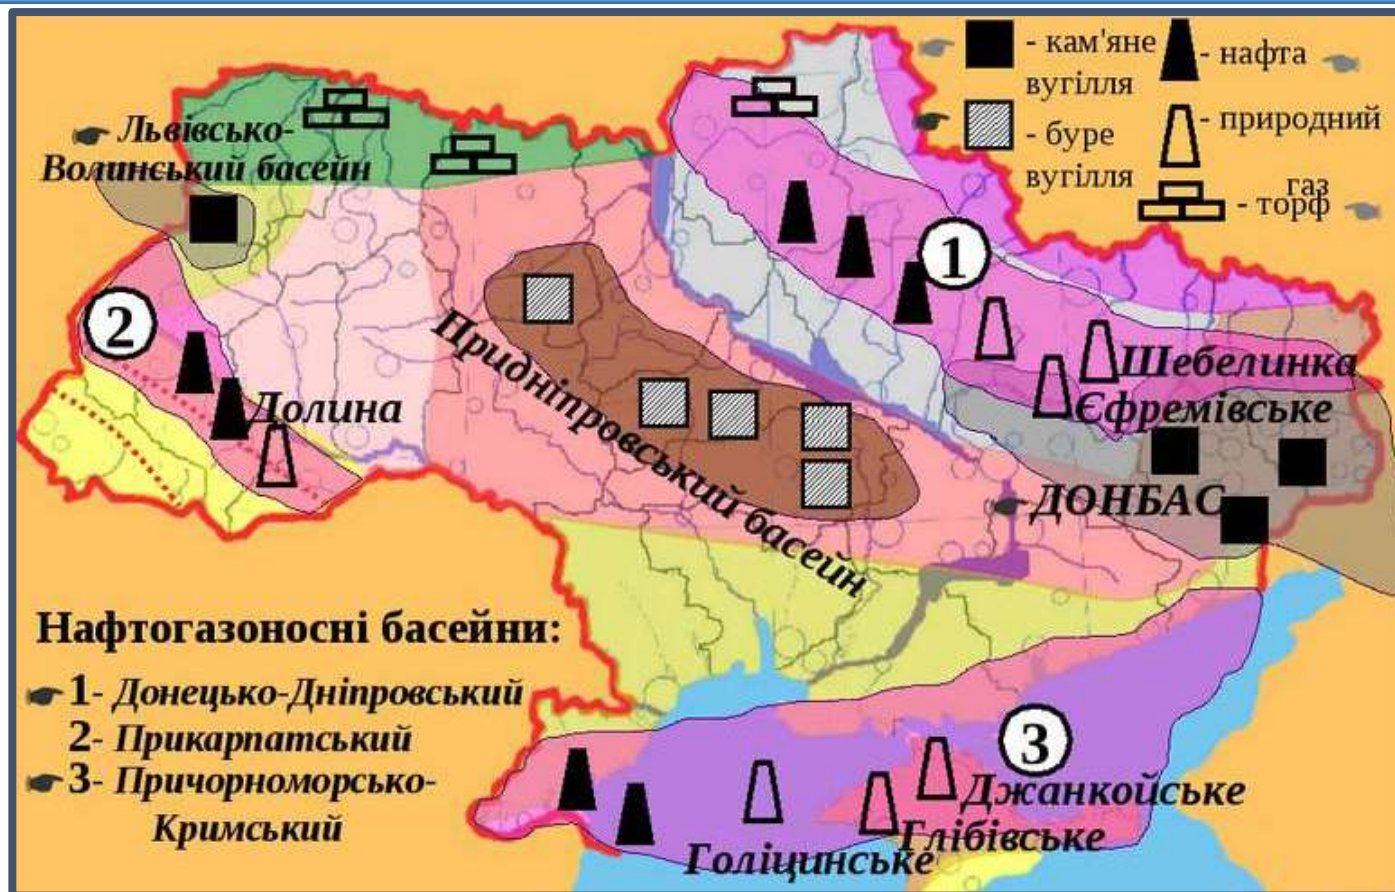 - кам'яне
вугілля
- нафта
- буре
вугілля
- природний
газ
- торф
Львівсько-
Волинський басейн
1
2
Шебелинка
Єфремівське
Долина
Придніпровський басейн
ДОНБАС
Нафтогазоносні басейни:
1- Донецько-Дніпровський
2- Прикарпатський
3- Причорноморсько-
Кримський
3
Джанкойське
Глібівське
Голіцинське